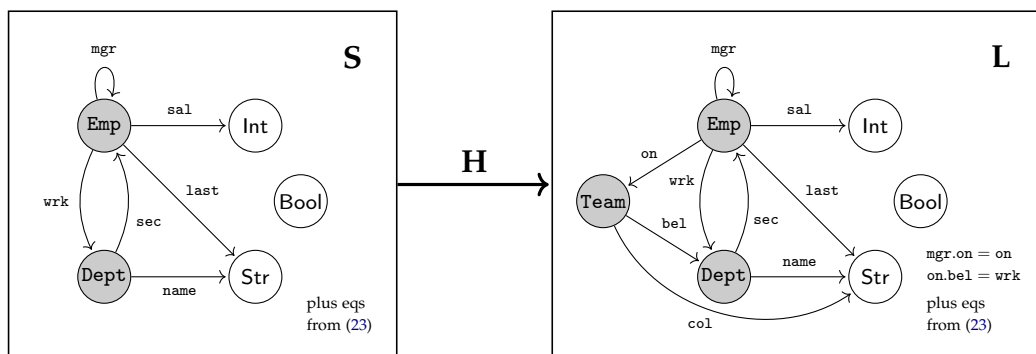 S
mgr
Emp
sal
Int
Bool
wrk
sec
last
Dept
name
Str
plus eqs
from (23)
H
L
mgr
Emp
sal
Int
on
Team
wrk
last
Bool
bel
sec
Dept
name
Str
col
mgr.on = on
on.bel = wrk
plus eqs
from (23)